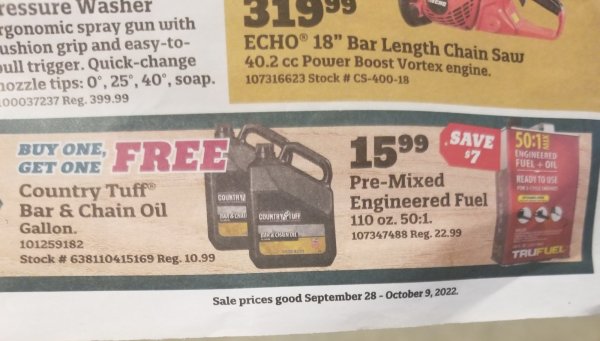 ressure Washer
rgonomic spray gun with
ushion grip and easy-to-
ull trigger. Quick-change
nozzle tips: 0°, 25°, 40°, soap.
100037237 Reg. 399.99
319⁹⁹
ECHO® 18" Bar Length Chain Saw
40.2 cc Power Boost Vortex engine.
107316623 Stock # CS-400-18
BUY ONE,
GET ONE FREE
Country Tuff®
Bar & Chain Oil
Gallon.
101259182
Stock # 638110415169 Reg. 10.99
COUNTRY TUFF
BAR & CHAIN OIL
COUNTRY TUFF
BAR & CHAIN OIL
15⁹⁹
SAVE
$7
Pre-Mixed
Engineered Fuel
110 oz. 50:1.
107347488 Reg. 22.99
50:1 MIX
ENGINEERED
FUEL + OIL
READY TO USE
TRUFUEL
Sale prices good September 28 - October 9, 2022.